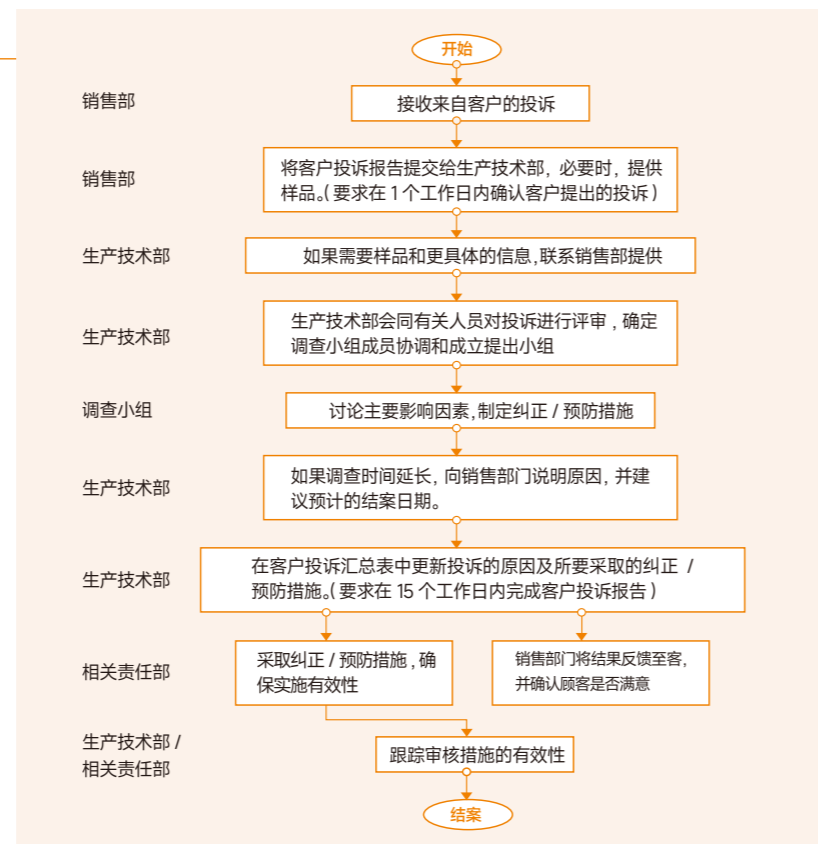 开始
销售部
接收来自客户的投诉
销售部
将客户投诉报告提交给生产技术部，必要时，提供
样品。（要求在 1 个工作日内确认客户提出的投诉）
生产技术部
如果需要样品和更具体的信息，联系销售部提供
生产技术部
生产技术部会同有关人员对投诉进行评审，确定
调查小组成员协调和成立提出小组
调查小组
讨论主要影响因素，制定纠正 / 预防措施
生产技术部
如果调查时间延长，向销售部门说明原因，并建
议预计的结案日期。
生产技术部
在客户投诉汇总表中更新投诉的原因及所要采取的纠正 /
预防措施。（要求在 15 个工作日内完成客户投诉报告）
相关责任部
采取纠正 / 预防措施，确
保实施有效性
销售部门将结果反馈至客，
并确认顾客是否满意
生产技术部 /
相关责任部
跟踪审核措施的有效性
结案